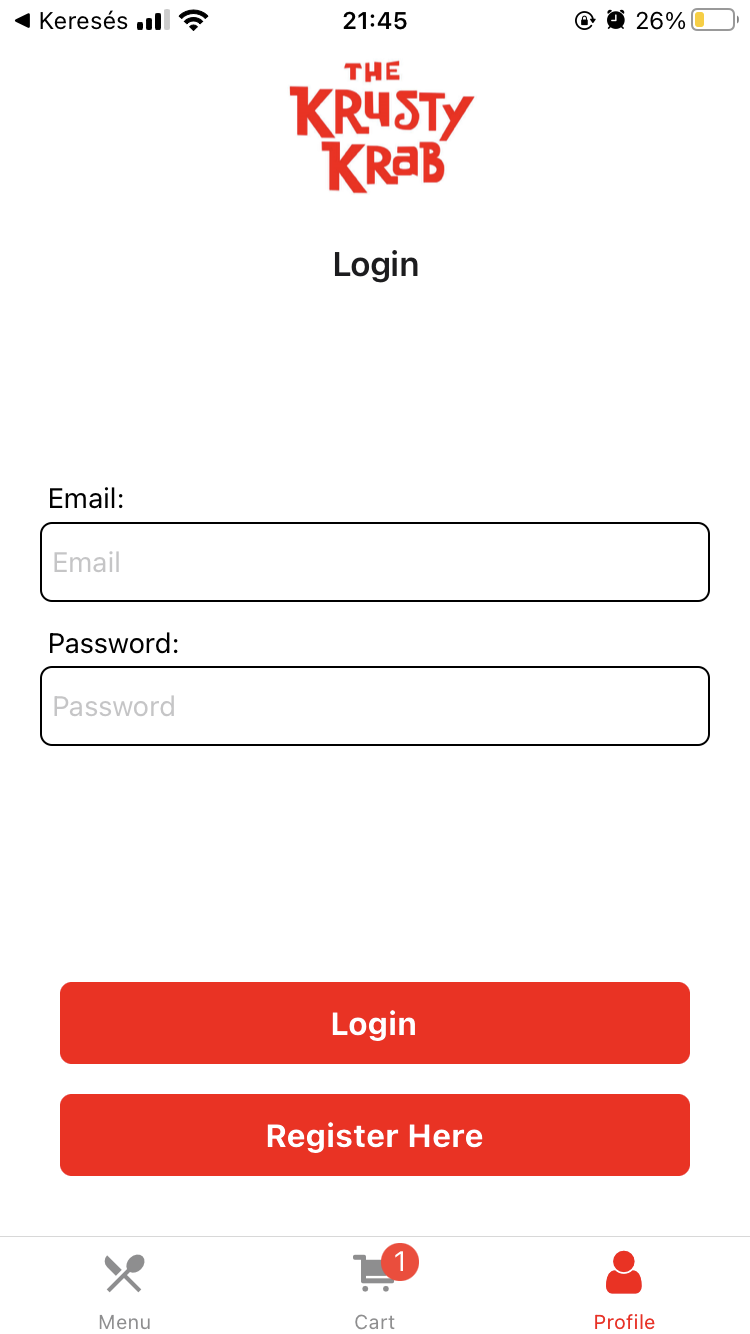 Keresés
21:45
26%
THE
KRUSTY
KRAB
Login
Email:
Email
Password:
Password
Login
Register Here
1
Menu
Cart
Profile